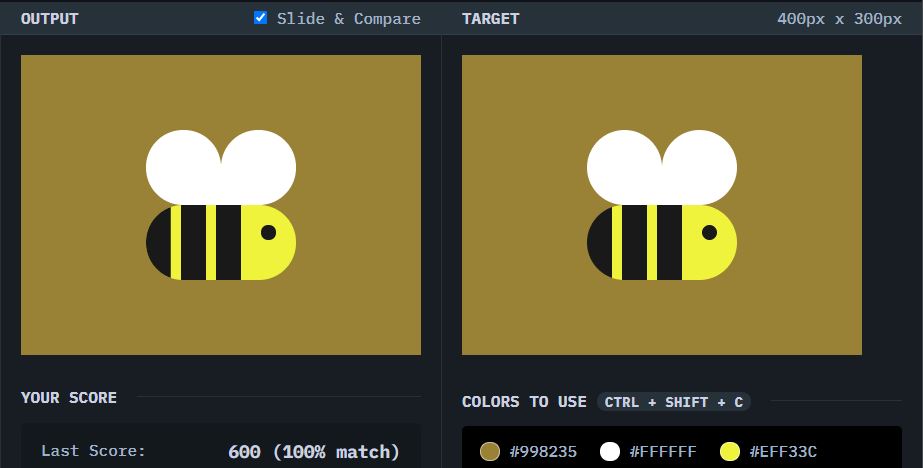 OUTPUT
Slide & Compare
TARGET
400px x 300px
YOUR SCORE
COLORS TO USE CTRL + SHIFT + C
Last Score: 600 (100% match)
#998235 #FFFFFF #EFF33C